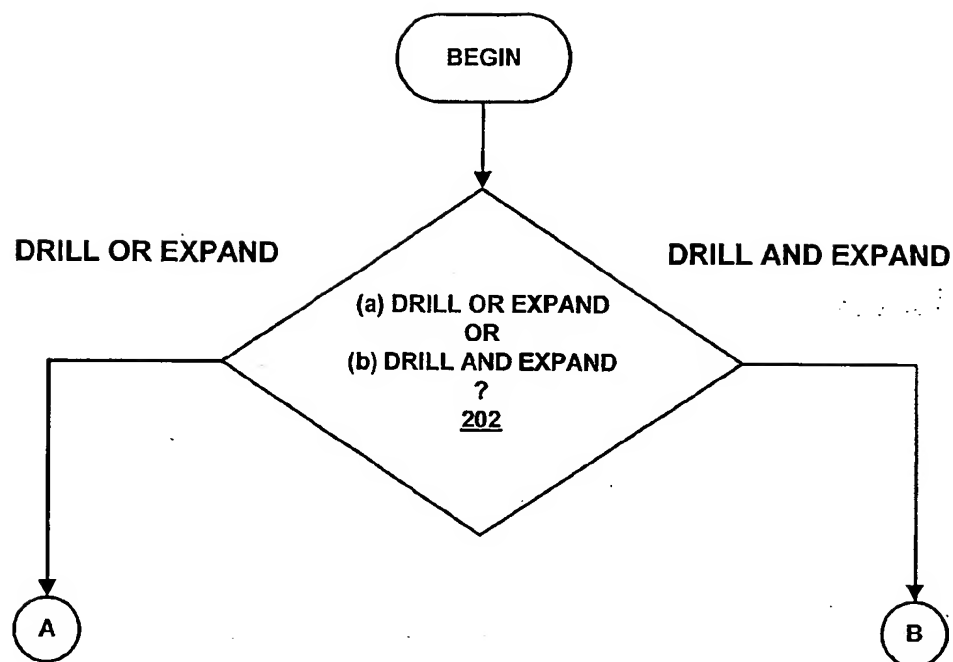 BEGIN
DRILL OR EXPAND
DRILL AND EXPAND
(a) DRILL OR EXPAND
OR
(b) DRILL AND EXPAND
?
202
A
B